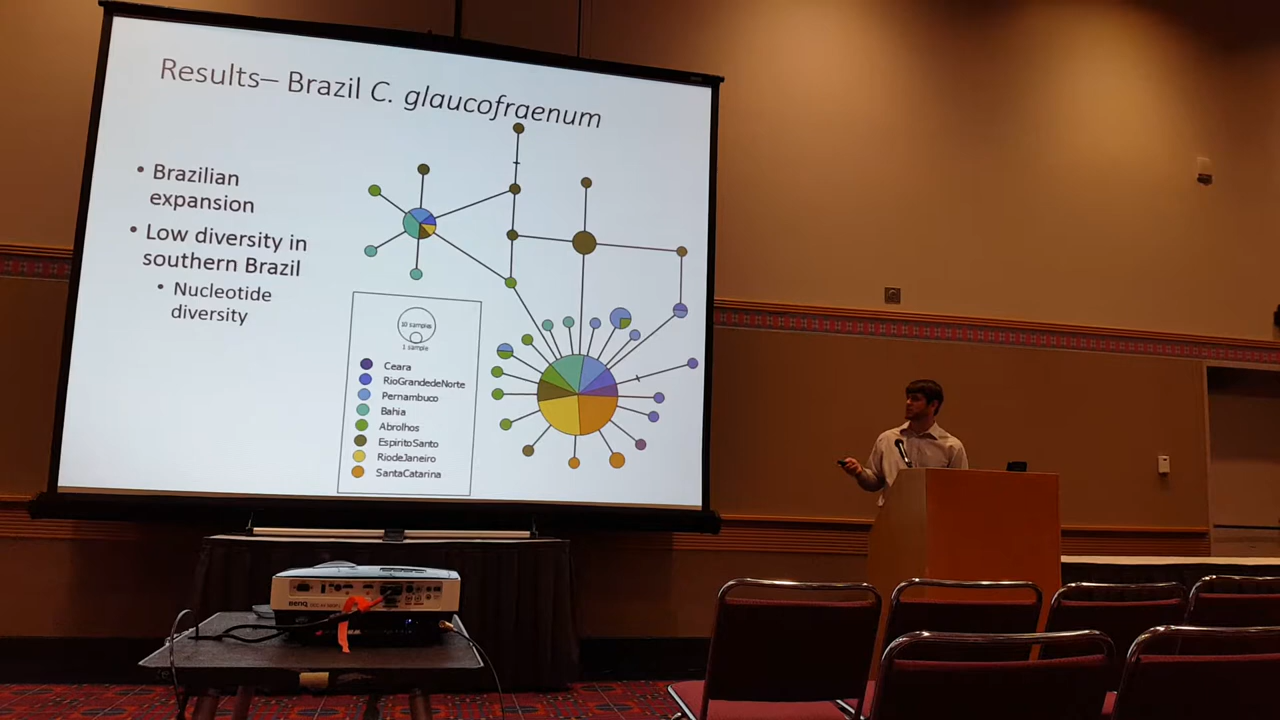 Results– Brazil C. glaucofraenum
• Brazilian
expansion
• Low diversity in
southern Brazil
• Nucleotide
diversity
10 samples
1 sample
Ceara
RioGrandedeNorte
Pernambuco
Bahia
Abrolhos
EspiritoSanto
RiodeJaneiro
SantaCatarina
BenQ